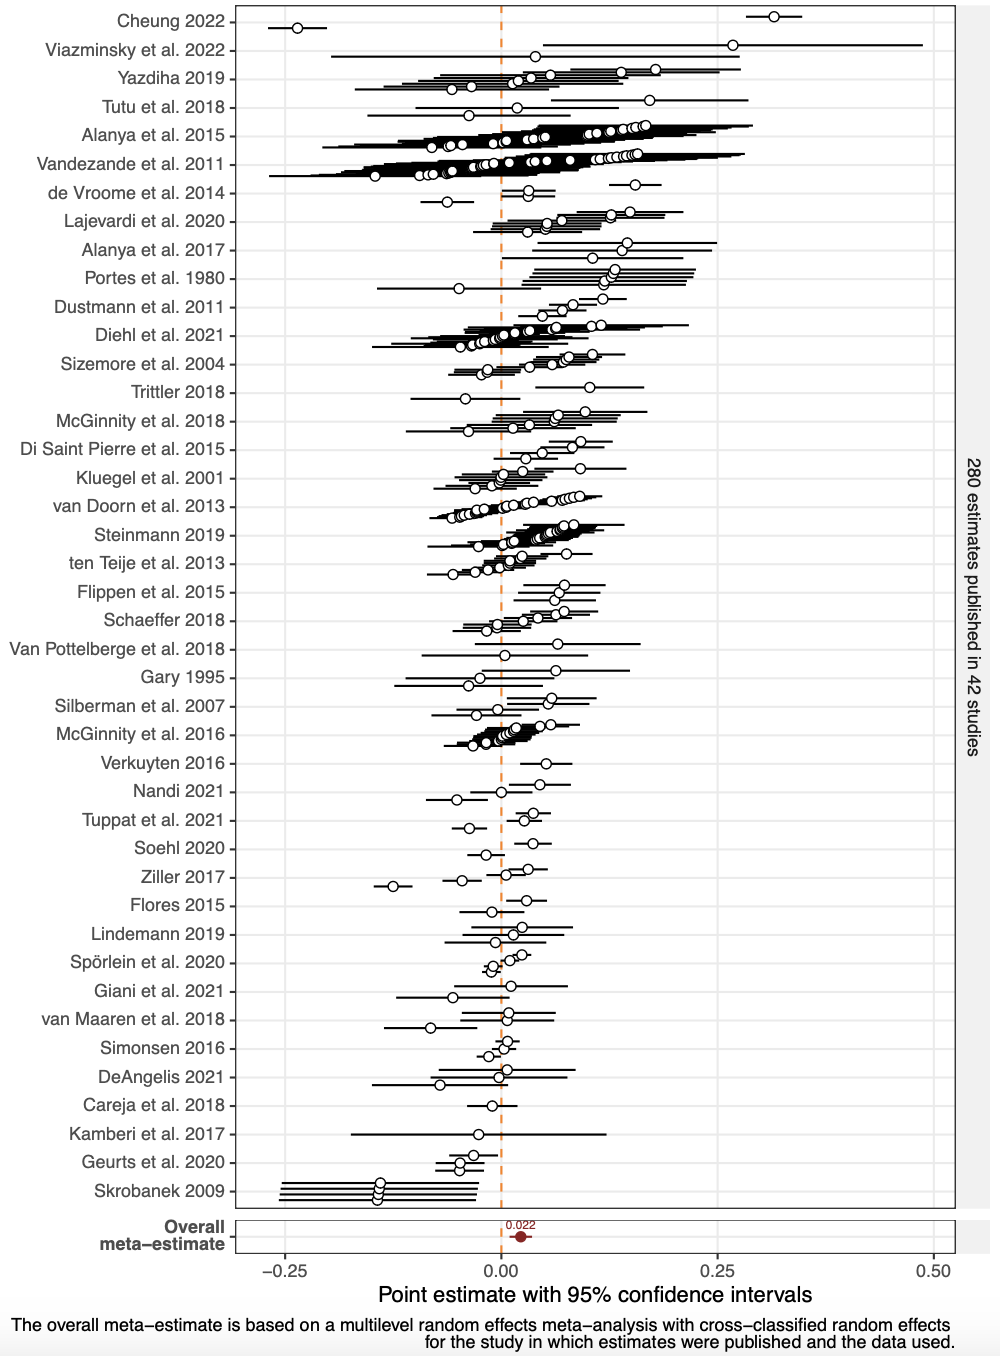 Cheung 2022
Viazminsky et al. 2022
Yazdiha 2019
Tutu et al. 2018
Alanya et al. 2015
Vandezande et al. 2011
de Vroome et al. 2014
Lajevardi et al. 2020
Alanya et al. 2017
Portes et al. 1980
Dustmann et al. 2011
Diehl et al. 2021
Sizemore et al. 2004
Trittler 2018
McGinnity et al. 2018
Di Saint Pierre et al. 2015
Kluegel et al. 2001
van Doorn et al. 2013
Steinmann 2019
ten Teije et al. 2013
Flippen et al. 2015
Schaeffer 2018
Van Pottelberge et al. 2018
Gary 1995
Silberman et al. 2007
McGinnity et al. 2016
Verkuyten 2016
Nandi 2021
Tuppat et al. 2021
Soehl 2020
Ziller 2017
Flores 2015
Lindemann 2019
Spörlein et al. 2020
Giani et al. 2021
van Maaren et al. 2018
Simonsen 2016
DeAngelis 2021
Careja et al. 2018
Kamberi et al. 2017
Geurts et al. 2020
Skrobanek 2009
280 estimates published in 42 studies
Overall
meta−estimate
0.022
−0.25
0.00
0.25
0.50
Point estimate with 95% confidence intervals
The overall meta−estimate is based on a multilevel random effects meta−analysis with cross−classified random effects
for the study in which estimates were published and the data used.